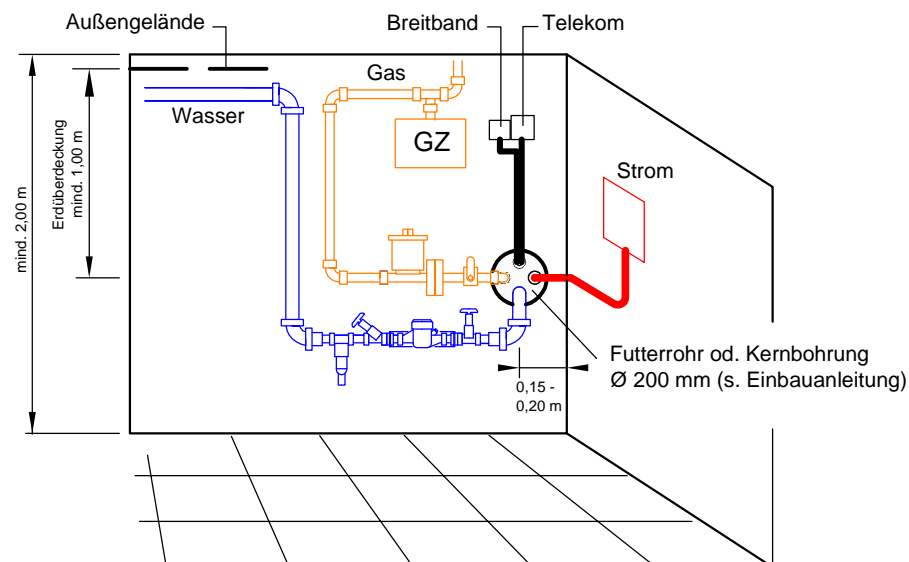 Außengelände
Breitband
Telekom
Gas
Wasser
GZ
Strom
Erdüberdeckung
mind. 1,00 m
mind. 2,00 m
Futterrohr od. Kernbohrung
Ø 200 mm (s. Einbauanleitung)
0,15 -
0,20 m